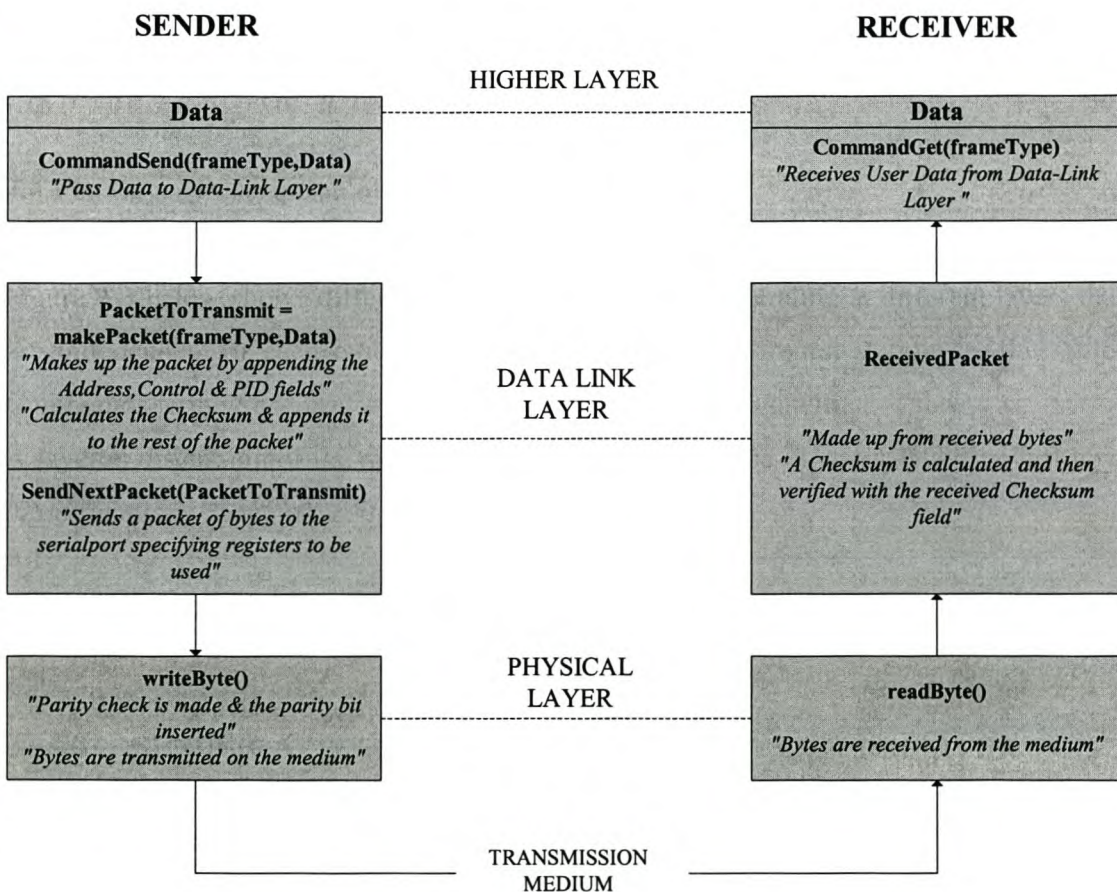 SENDER
RECEIVER
HIGHER LAYER
Data
CommandSend(frameType,Data)
"Pass Data to Data-Link Layer "
Data
CommandGet(frameType)
"Receives User Data from Data-Link
Layer "
PacketToTransmit =
makePacket(frameType,Data)
"Makes up the packet by appending the
Address,Control & PID fields"
"Calculates the Checksum & appends it
to the rest of the packet"
SendNextPacket(PacketToTransmit)
"Sends a packet of bytes to the
serialport specifying registers to be
used"
DATA LINK
LAYER
ReceivedPacket
"Made up from received bytes"
"A Checksum is calculated and then
verified with the received Checksum
field"
writeByte()
"Parity check is made & the parity bit
inserted"
"Bytes are transmitted on the medium"
PHYSICAL
LAYER
readByte()
"Bytes are received from the medium"
TRANSMISSION
MEDIUM